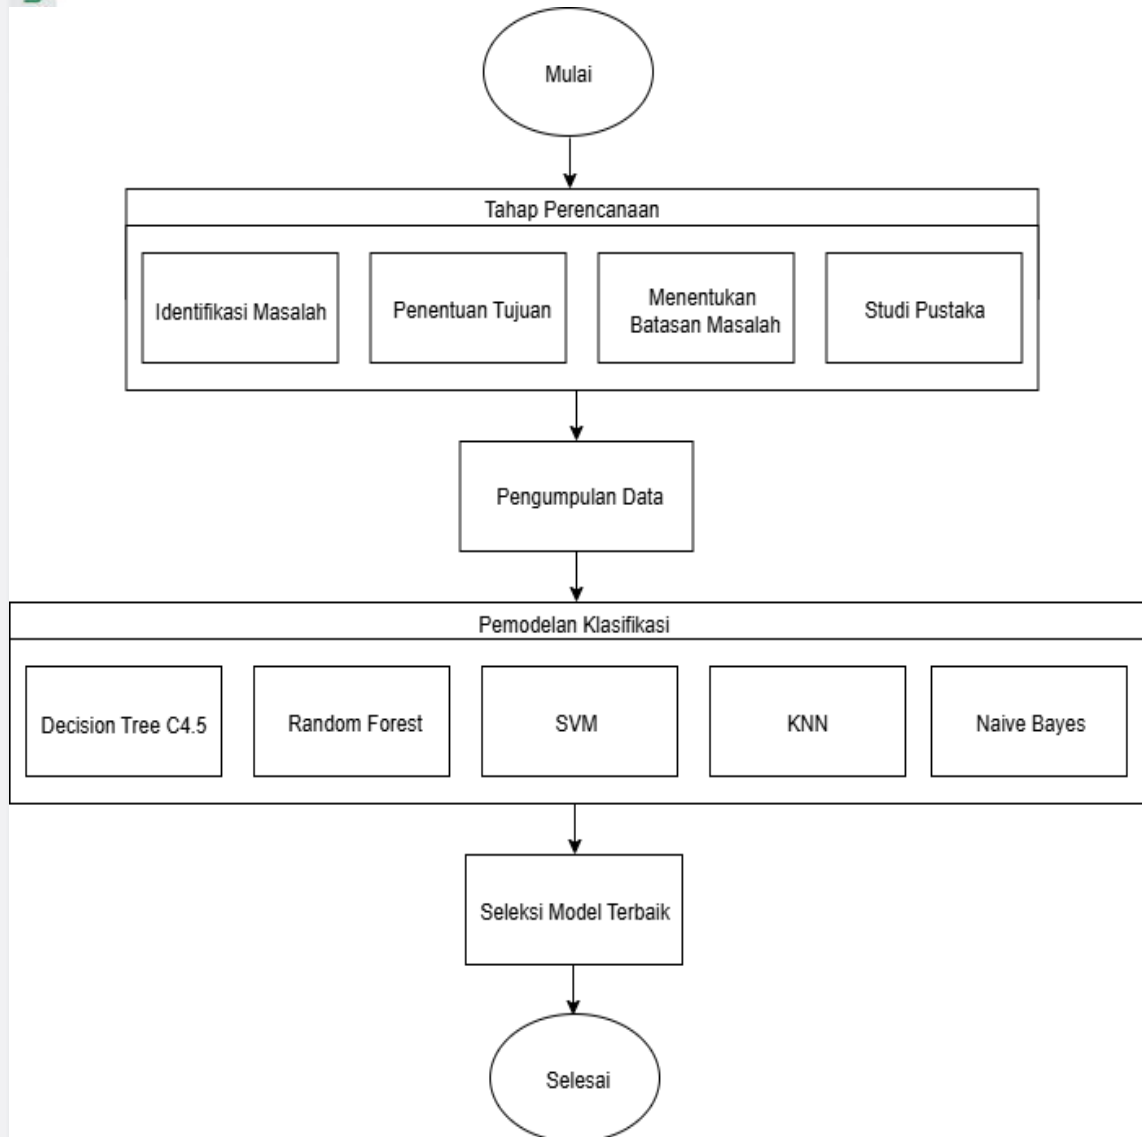 Mulai
Tahap Perencanaan
Identifikasi Masalah
Penentuan Tujuan
Menentukan
Batasan Masalah
Studi Pustaka
Pengumpulan Data
Pemodelan Klasifikasi
Decision Tree C4.5
Random Forest
SVM
KNN
Naive Bayes
Seleksi Model Terbaik
Selesai